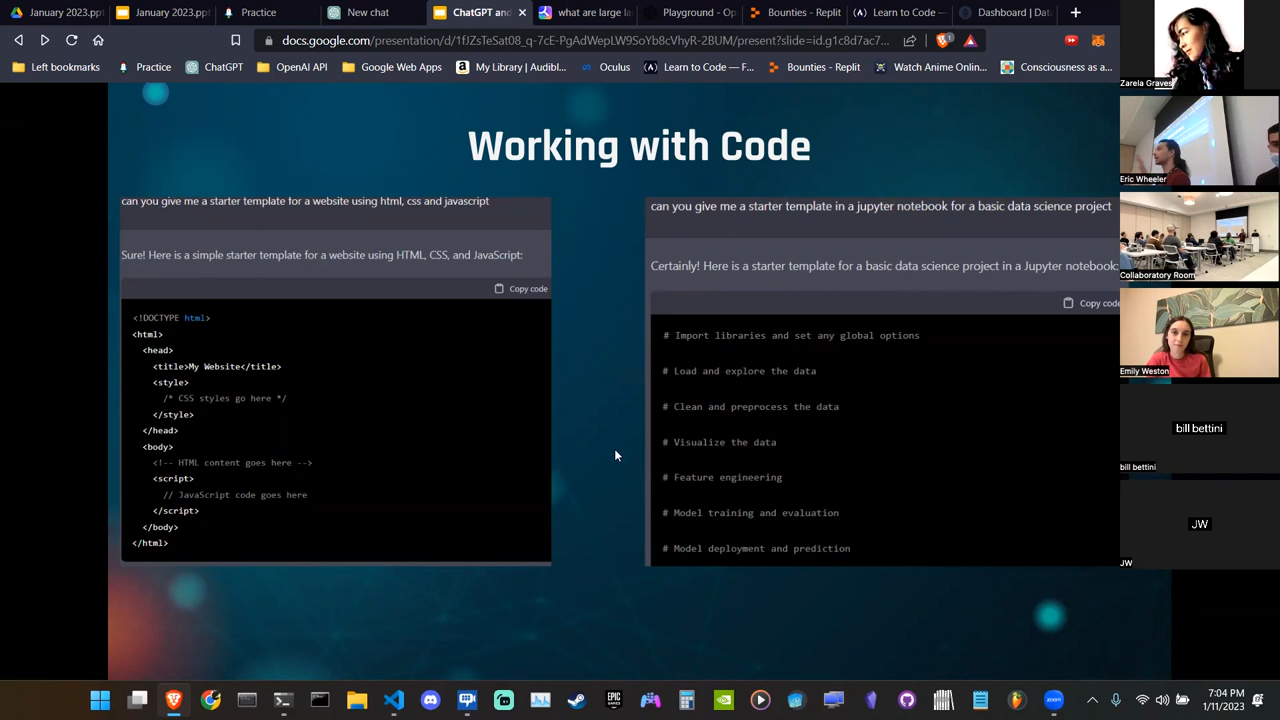 January 2023.ppt
January 2023.ppt
Practice
New chat
ChatGPT and
what are large la
Playground - Op
Bounties - Replit
Learn to Code —
Dashboard | Dat
docs.google.com/presentation/d/
/present?slide=id.g1c8d7ac7...
Left bookmarks
Practice
ChatGPT
OpenAI API
Google Web Apps
Amazon.com | Audibl...
Oculus
Learn to Code — F...
Bounties - Replit
Watch Anime Online...
Consciousness as a...
Working with Code
can you give me a starter template for a website using html, css and javascript
Sure! Here is a simple starter template for a website using HTML, CSS, and JavaScript:
Copy code
<!DOCTYPE html>
<html>
<head>
<title>My Website</title>
<style>
/* CSS styles go here */
</style>
</head>
<body>
<!-- HTML content goes here -->
<script>
// JavaScript code goes here
</script>
</body>
</html>
can you give me a starter template in a jupyter notebook for a basic data science project
Certainly! Here is a starter template for a basic data science project in a Jupyter notebook:
Copy code
# Import libraries and set any global options
# Load and explore the data
# Clean and preprocess the data
# Visualize the data
# Feature engineering
# Model training and evaluation
# Model deployment and prediction
Zarela Graves
Eric Wheeler
Collaboratory Room
Emily Weston
bill bettini
bill bettini
JW
JW
EPIC
GAMES
zoom
7:04 PM
1/11/2023